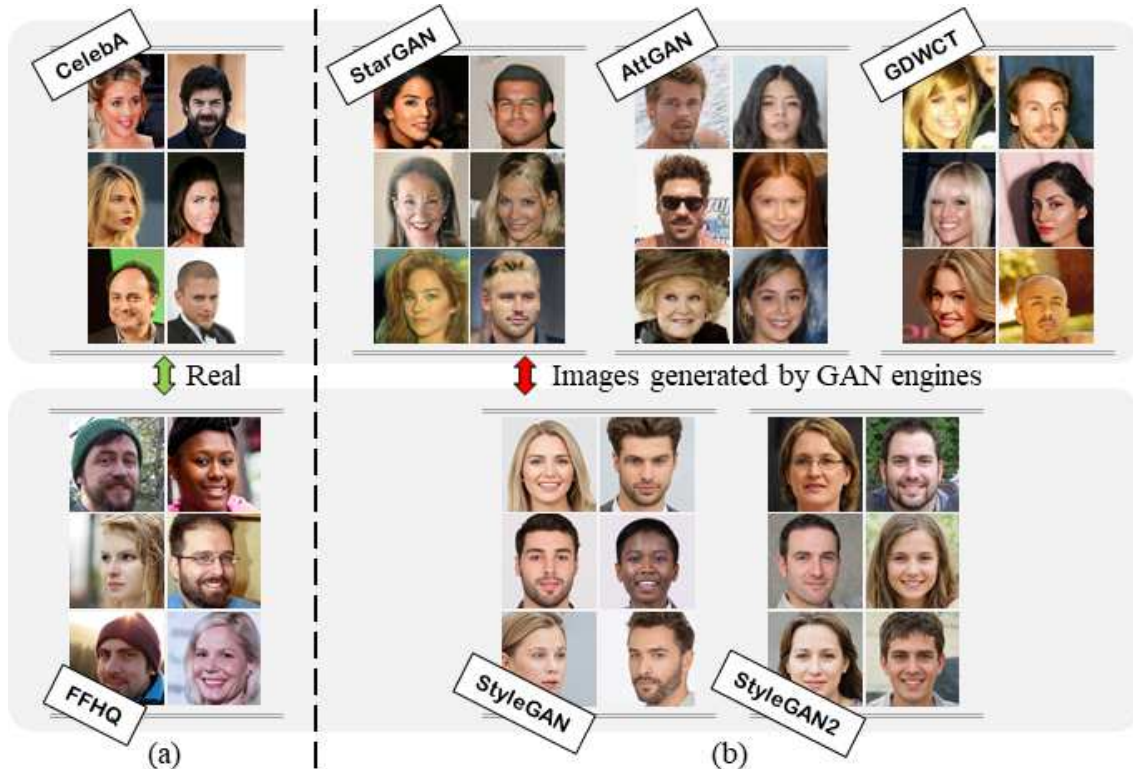 CelebA
StarGAN
AttGAN
GDWCT
Real
Images generated by GAN engines
FFHQ
StyleGAN
StyleGAN2
(a)
(b)